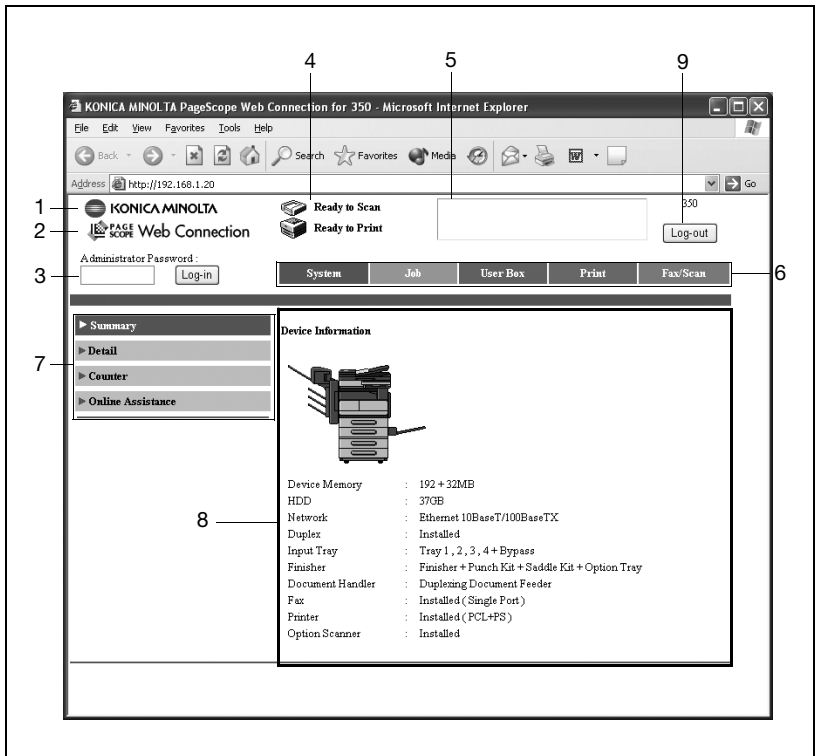 4 5 9
KONICA MINOLTA PageScope Web Connection for 350 - Microsoft Internet Explorer
File Edit View Favorites Tools Help
Back Search Favorites Media
Address http://192.168.1.20 Go
1 KONICA MINOLTA Ready to Scan 350
2 PAGE SCOPE Web Connection Ready to Print Log-out
Administrator Password :
3 Log-in System Job User Box Print Fax/Scan 6
7
Summary
Detail
Counter
Online Assistance
Device Information
8
Device Memory : 192 + 32MB
HDD : 37GB
Network : Ethernet 10BaseT/100BaseTX
Duplex : Installed
Input Tray : Tray 1 , 2 , 3 , 4 + Bypass
Finisher : Finisher + Punch Kit + Saddle Kit + Option Tray
Document Handler : Duplexing Document Feeder
Fax : Installed ( Single Port )
Printer : Installed ( PCL+PS )
Option Scanner : Installed